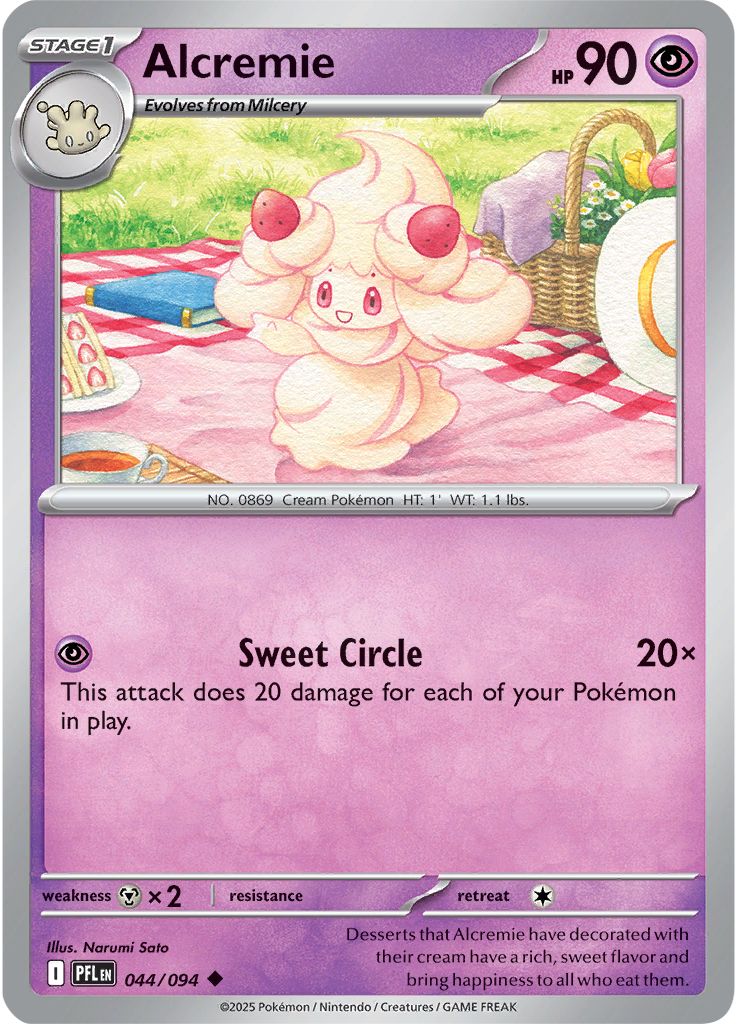 STAGE1
Alcremie
HP 90
Evolves from Milcery
NO. 0869 Cream Pokémon HT: 1' WT: 1.1 lbs.
Sweet Circle 20×
This attack does 20 damage for each of your Pokémon
in play.
weakness ×2 resistance retreat
Illus. Narumi Sato
Desserts that Alcremie have decorated with
their cream have a rich, sweet flavor and
bring happiness to all who eat them.
I PFL EN 044/094
©2025 Pokémon / Nintendo / Creatures / GAME FREAK